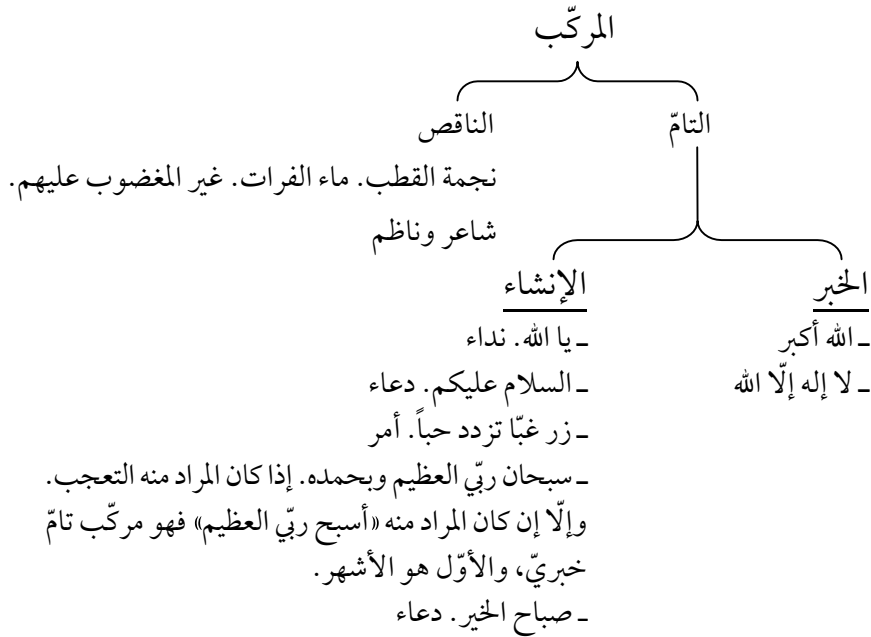 المركّب
التامّ
الناقص
نجمة القطب. ماء الفرات. غير المغضوب عليهم.
شاعر وناظم
الخبر
ـ الله أكبر
ـ لا إله إلّا الله
الإنشاء
ـ يا الله. نداء
ـ السلام عليكم. دعاء
ـ زر غبّا تزدد حباً. أمر
ـ سبحان ربّي العظيم وبحمده. إذا كان المراد منه التعجب.
وإلّا إن كان المراد منه «أسبح ربّي العظيم» فهو مركّب تامّ
خبريّ، والأوّل هو الأشهر.
ـ صباح الخير. دعاء